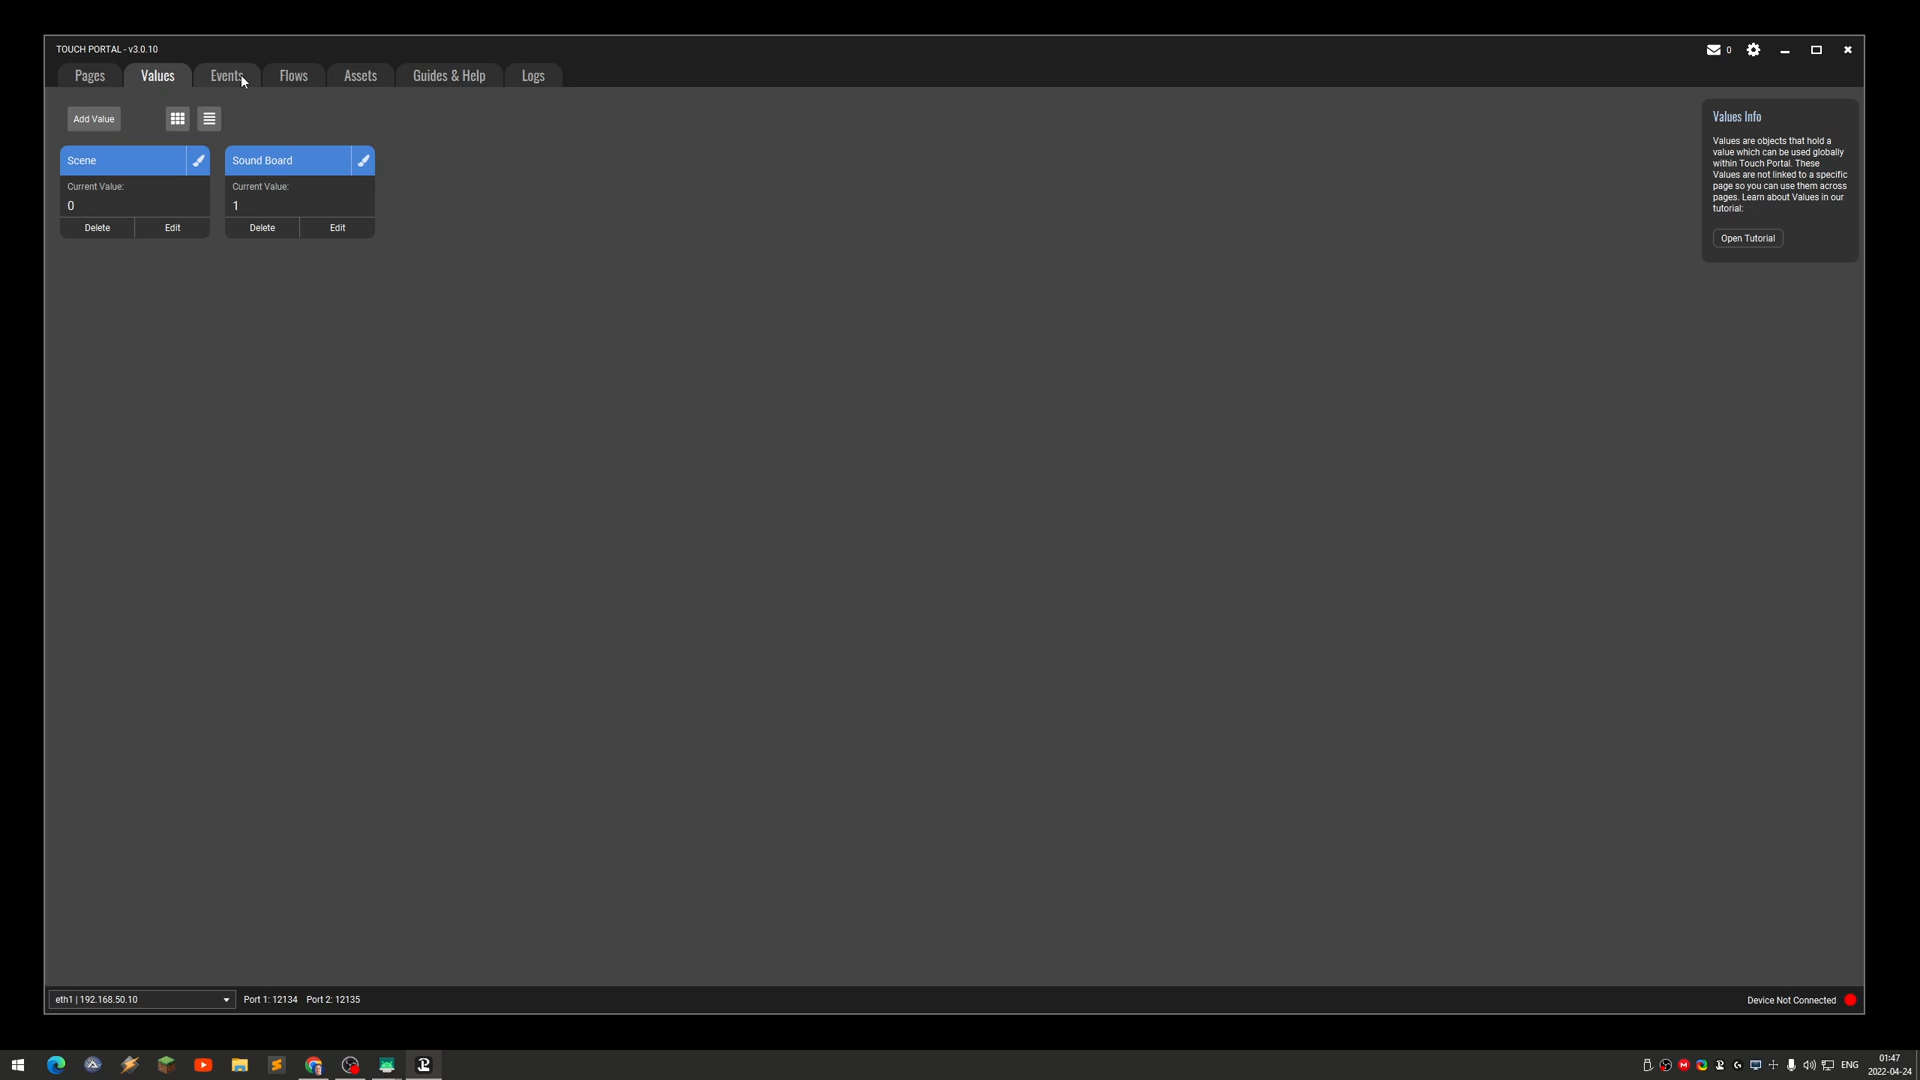 TOUCH PORTAL - v3.0.10
0
Pages
Values
Events
Flows
Assets
Guides & Help
Logs
Add Value
Scene
Current Value:
0
Delete
Edit
Sound Board
Current Value:
1
Delete
Edit
Values Info
Values are objects that hold a
value which can be used globally
within Touch Portal. These
Values are not linked to a specific
page so you can use them across
pages. Learn about Values in our
tutorial:
Open Tutorial
eth1 | 192.168.50.10
Port 1: 12134
Port 2: 12135
Device Not Connected
ENG
01:47
2022-04-24